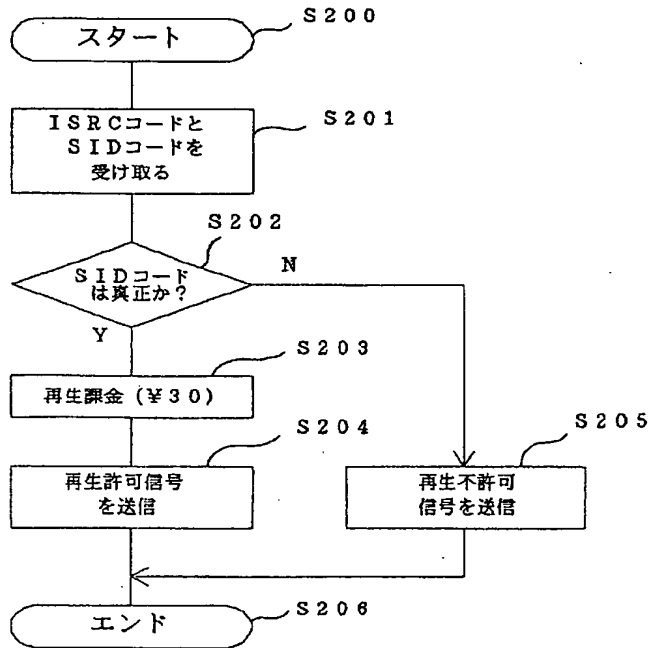 スタート
S200
ISRCコードと
SIDコードを
受け取る
S201
S202
SIDコード
は真正か?
N
Y
S203
再生課金(¥30)
S204
再生許可信号
を送信
S205
再生不許可
信号を送信
エンド
S206